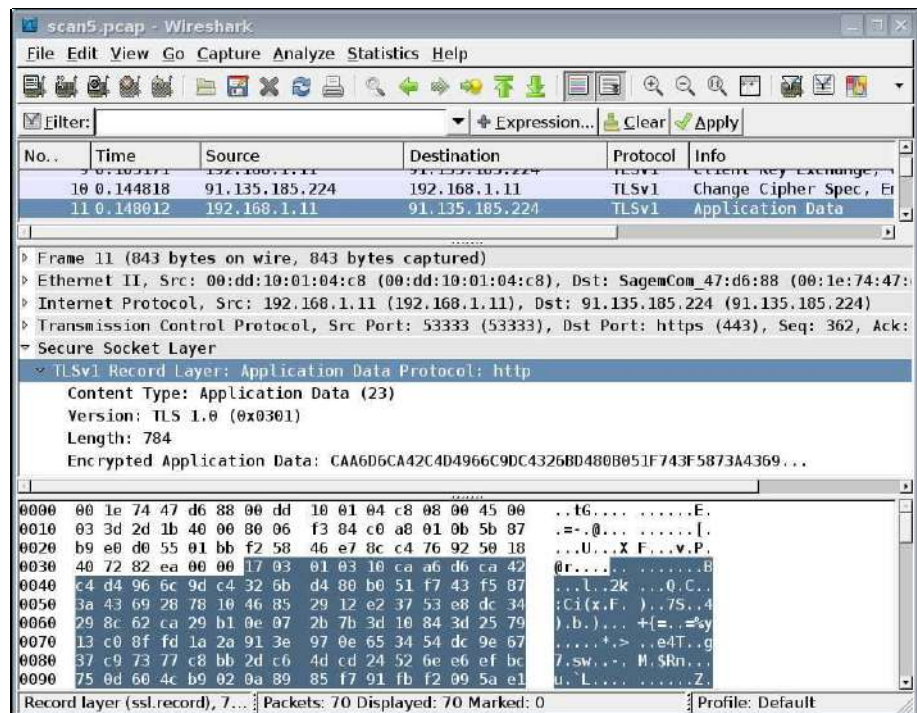 scan5.pcap - Wireshark
File Edit View Go Capture Analyze Statistics Help
Filter: Expression... Clear Apply
No.. Time Source Destination Protocol Info
10 0.144818 91.135.185.224 192.168.1.11 TLSv1 Change Cipher Spec, En
11 0.148012 192.168.1.11 91.135.185.224 TLSv1 Application Data
Frame 11 (843 bytes on wire, 843 bytes captured)
Ethernet II, Src: 00:dd:10:01:04:c8 (00:dd:10:01:04:c8), Dst: SagemCom_47:d6:88 (00:1e:74:47:
Internet Protocol, Src: 192.168.1.11 (192.168.1.11), Dst: 91.135.185.224 (91.135.185.224)
Transmission Control Protocol, Src Port: 53333 (53333), Dst Port: https (443), Seq: 362, Ack:
Secure Socket Layer
TLSv1 Record Layer: Application Data Protocol: http
Content Type: Application Data (23)
Version: TLS 1.0 (0x0301)
Length: 784
Encrypted Application Data: CAA6D6CA42C4D4966C9DC4326BD480B051F743F5873A4369...
0000 00 1e 74 47 d6 88 00 dd 10 01 04 c8 08 00 45 00 ..tG.... ......E.
0010 03 3d 2d 1b 40 00 80 06 f3 84 c0 a8 01 0b 5b 87 .=-.@... ......[.
0020 b9 e0 d0 55 01 bb f2 58 46 e7 8c c4 76 92 50 18 ...U...X F...v.P.
0030 40 72 82 ea 00 00 17 03 01 03 10 ca a6 d6 ca 42 @r...... .......B
0040 c4 d4 96 6c 9d c4 32 6b d4 80 b0 51 f7 43 f5 87 ...l..2k ...Q.C..
0050 3a 43 69 28 78 10 46 85 29 12 e2 37 53 e8 dc 34 :Ci(x.F. )..7S..4
0060 29 8c 62 ca 29 b1 0e 07 2b 7b 3d 10 84 3d 25 79 ).b.)... +{=..=%y
0070 13 c0 8f fd 1a 2a 91 3e 97 0e 65 34 54 dc 9e 67 .....*.> ..e4T..g
0080 37 c9 73 77 c8 bb 2d c6 4d cd 24 52 6e e6 ef bc 7.sw..-. M.$Rn...
0090 75 0d 60 4c b9 02 0a 89 85 f7 91 fb f2 09 5a e1 u.`L.... ......Z.
Record layer (ssl.record), 7... Packets: 70 Displayed: 70 Marked: 0 Profile: Default